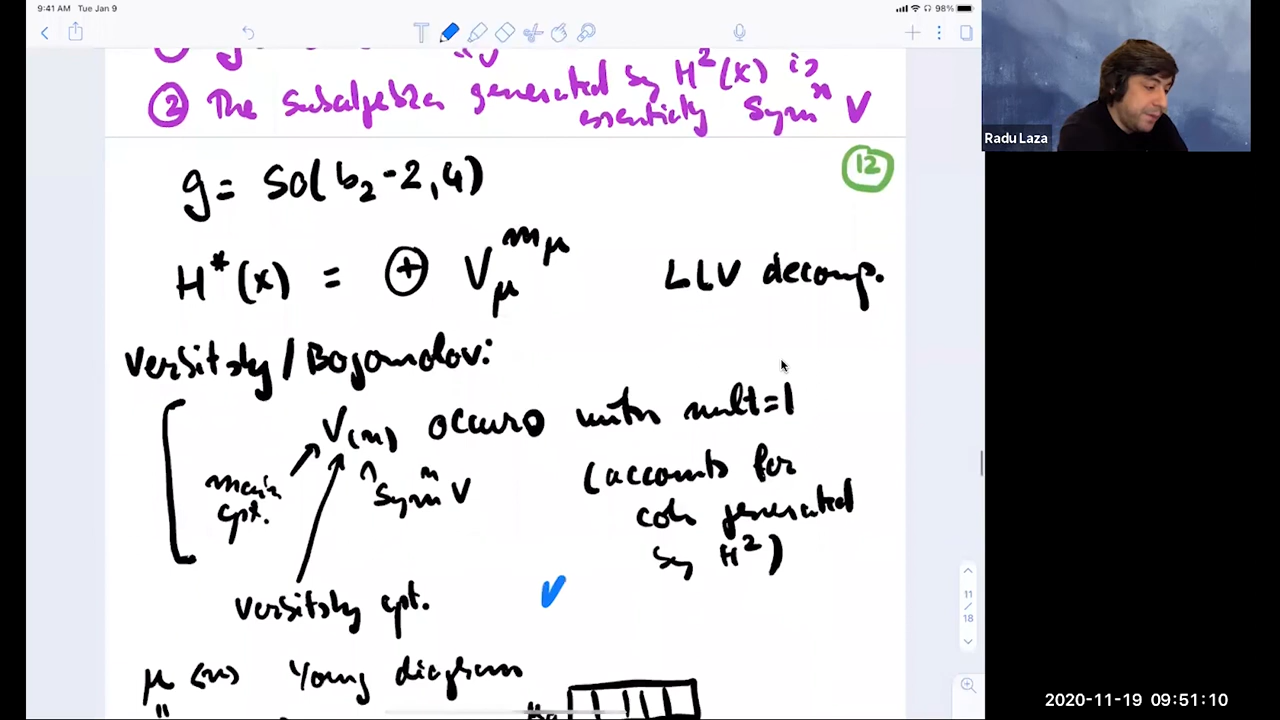 9:41 AM Tue Jan 9
98%
② The subalgebra generated by H²(X) is
essentially Symⁿ V
12
g = so(b₂-2, 4)
H*(X) = ⊕ V_μ^{m_μ} LLV decomp.
Verbitsky / Bogomolov:
V(n) occurs with mult=1
main cpt.
Symⁿ V
(accounts for
coh generated
by H²)
Verbitsky cpt.
V
μ Young diagram
Radu Laza
11
/
18
2020-11-19 09:51:10